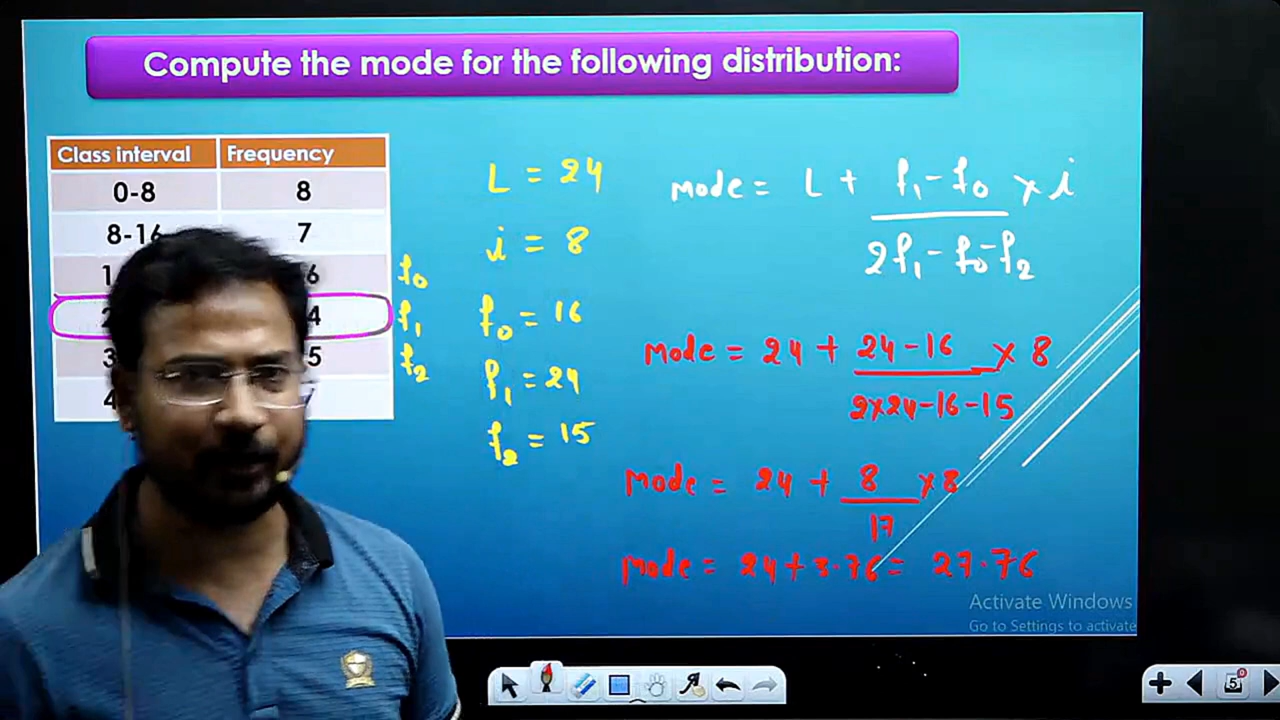 Compute the mode for the following distribution:
Class interval Frequency
0-8 8
8-16 7
6 f₀
4 f₁
5 f₂
L = 24
i = 8
f₀ = 16
f₁ = 24
f₂ = 15
mode = L + f₁ - f₀ × i
2f₁ - f₀ - f₂
mode = 24 + 24 - 16 × 8
2×24-16-15
mode = 24 + 8 × 8
17
mode = 24 + 3.76 = 27.76
Activate Windows
Go to Settings to activate
5